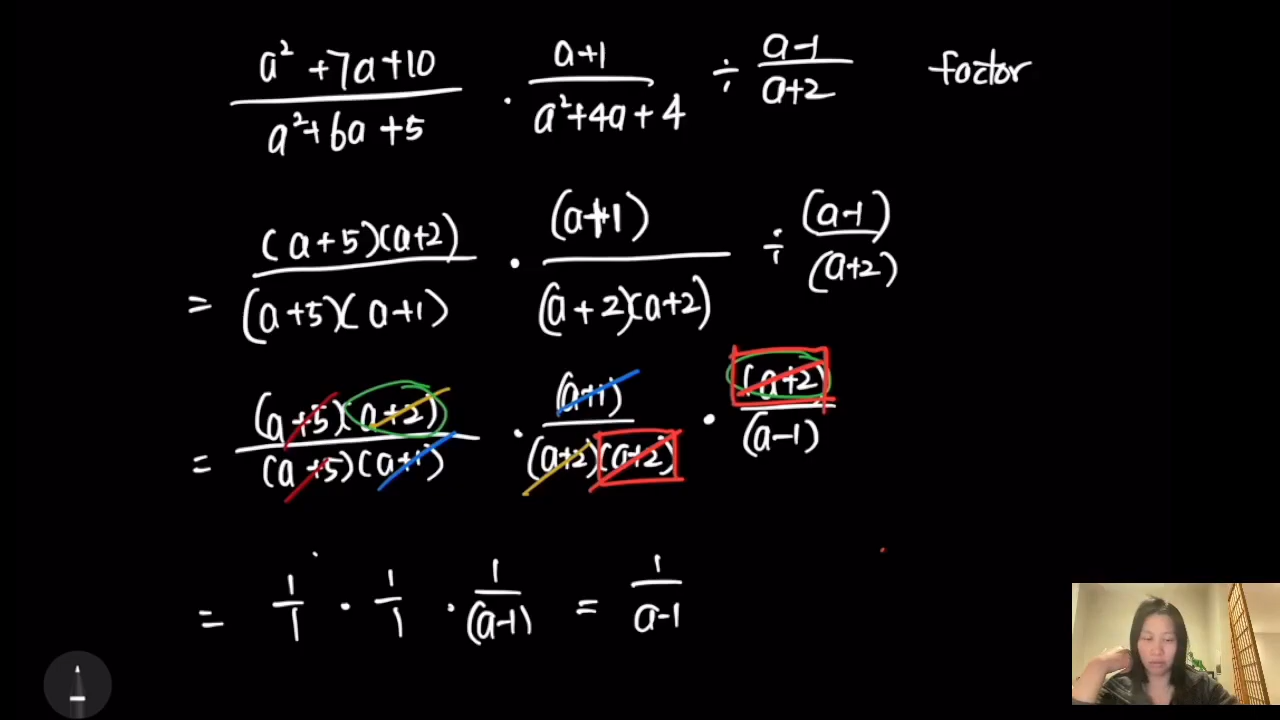 (a²+7a+10)/(a²+6a+5) · (a+1)/(a²+4a+4) ÷ (a-1)/(a+2) factor
= (a+5)(a+2)/(a+5)(a+1) · (a+1)/(a+2)(a+2) ÷ (a-1)/(a+2)
= (a+5)(a+2)/(a+5)(a+1) · (a+1)/(a+2)(a+2) · (a+2)/(a-1)
= 1/1 · 1/1 · 1/(a-1) = 1/a-1